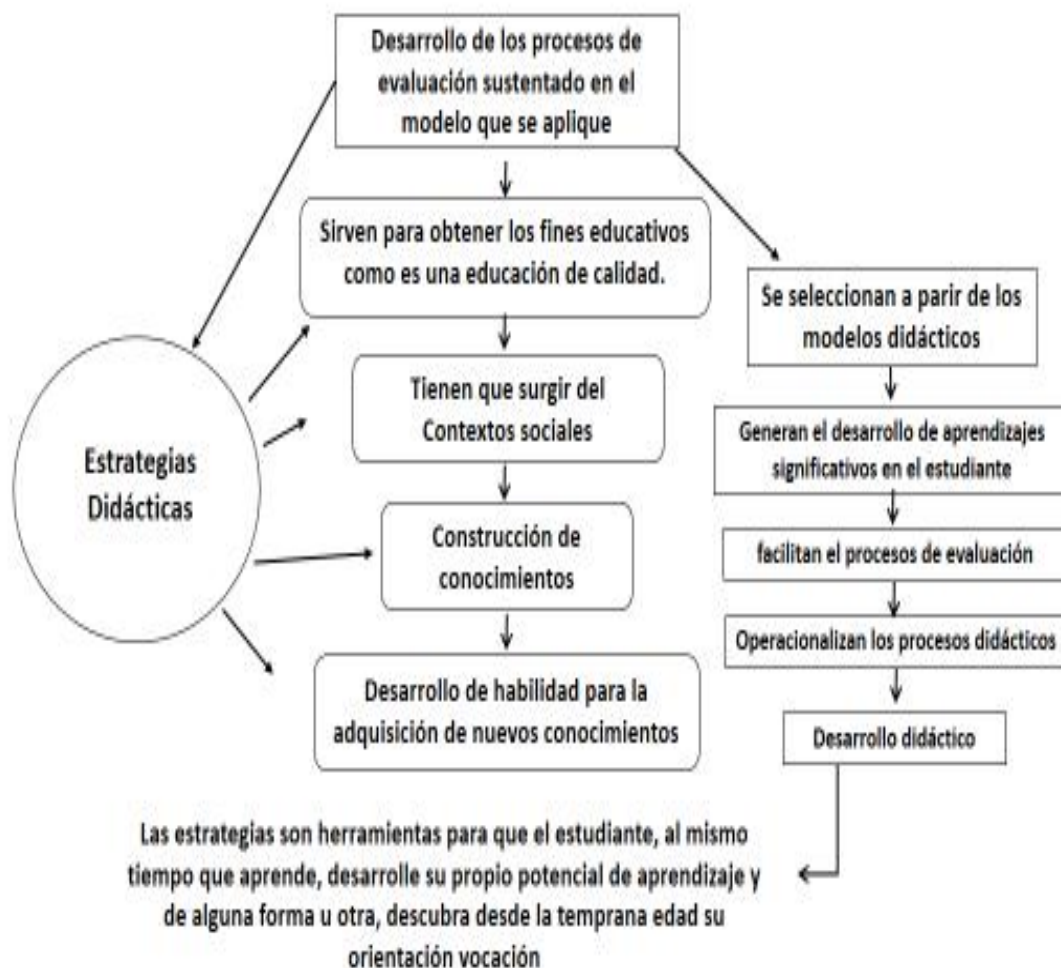 Desarrollo de los procesos de
evaluación sustentado en el
modelo que se aplique
Sirven para obtener los fines educativos
como es una educación de calidad.
Se seleccionan a parir de los
modelos didácticos
Tienen que surgir del
Contextos sociales
Generan el desarrollo de aprendizajes
significativos en el estudiante
Estrategias
Didácticas
Construcción de
conocimientos
facilitan el procesos de evaluación
Operacionalizan los procesos didácticos
Desarrollo de habilidad para la
adquisición de nuevos conocimientos
Desarrollo didáctico
Las estrategias son herramientas para que el estudiante, al mismo
tiempo que aprende, desarrolle su propio potencial de aprendizaje y
de alguna forma u otra, descubra desde la temprana edad su
orientación vocación